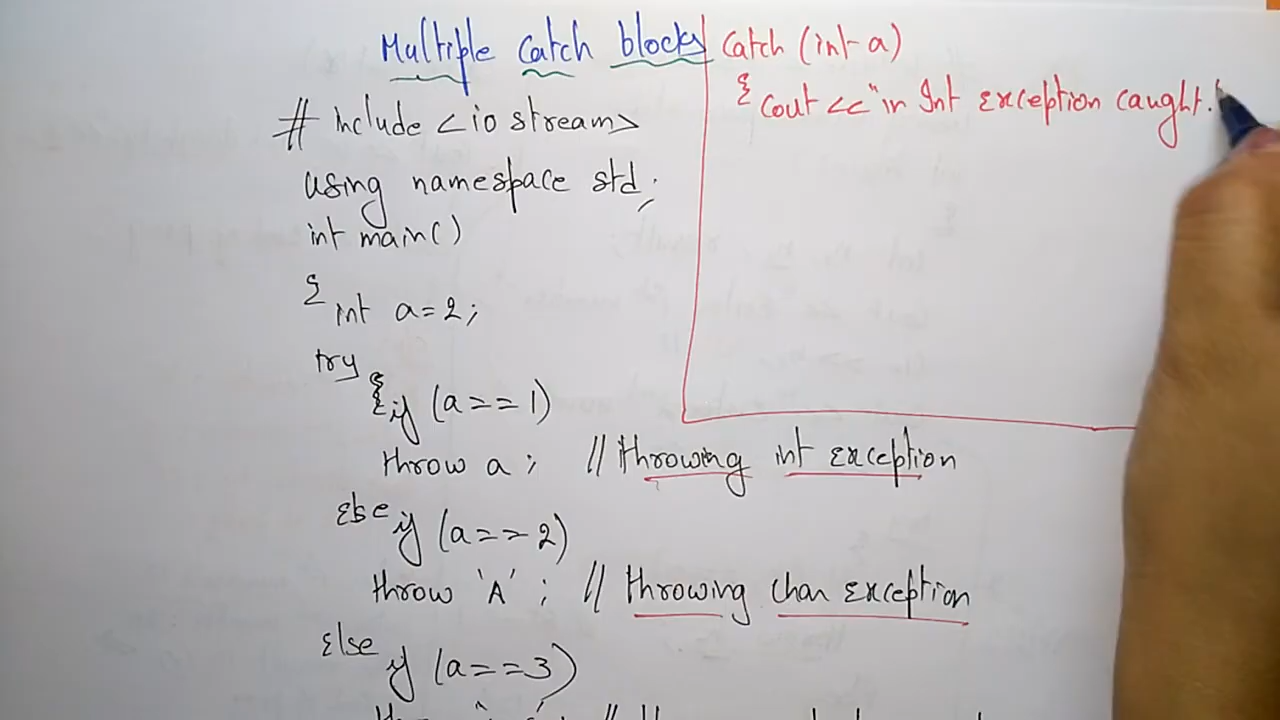 Multiple catch blocks
# include <iostream>
using namespace std;
int main()
{ int a=2;
try
{ if (a==1)
throw a; // throwing int exception
Else if (a==2)
throw 'A'; // throwing char exception
Else if (a==3)
catch (int a)
{ cout <<"in Int exception caught.